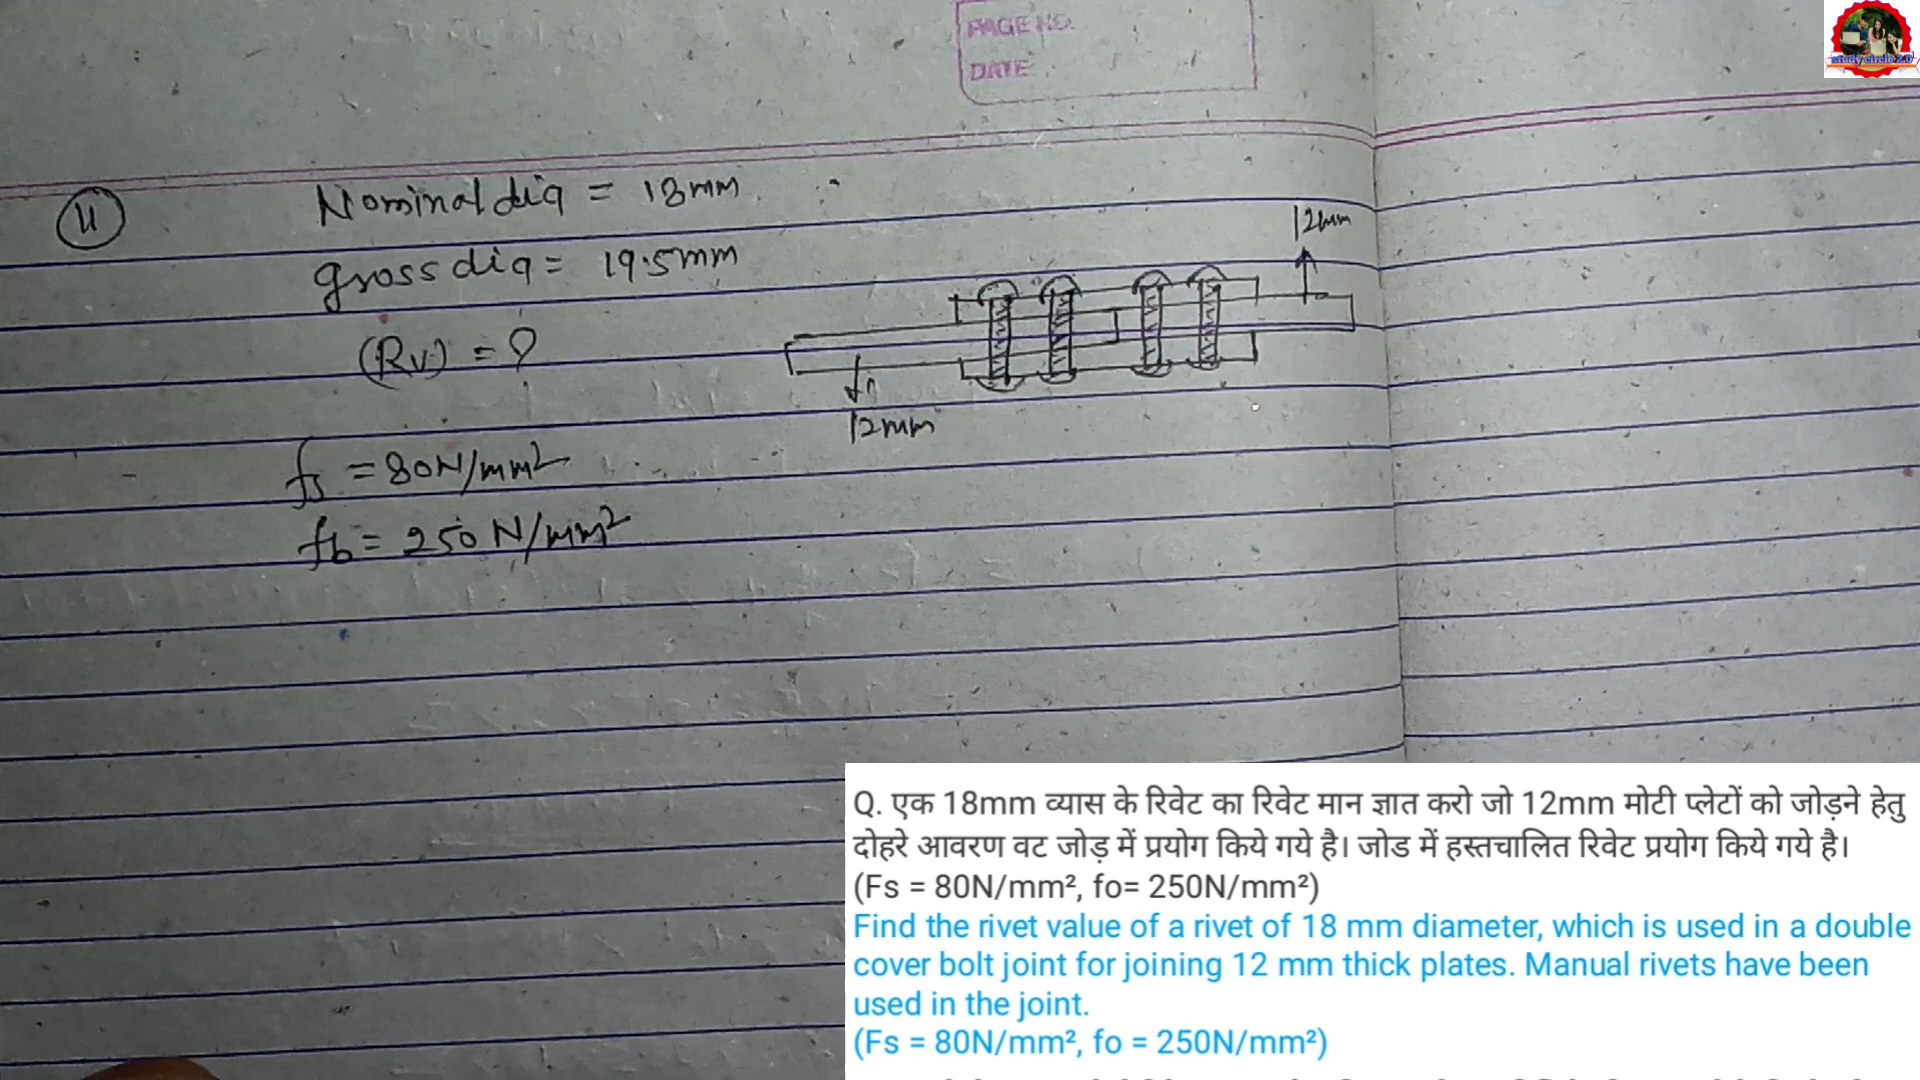 PAGE NO.
DATE
study circle 2.0
11
Nominal dia = 18mm
gross dia = 19.5mm
12mm
(Rv) = ?
12mm
fs = 80N/mm²
fb = 250 N/mm²
Q. एक 18mm व्यास के रिवेट का रिवेट मान ज्ञात करो जो 12mm मोटी प्लेटों को जोड़ने हेतु
दोहरे आवरण वट जोड़ में प्रयोग किये गये है। जोड में हस्तचालित रिवेट प्रयोग किये गये है।
(Fs = 80N/mm², fo= 250N/mm²)
Find the rivet value of a rivet of 18 mm diameter, which is used in a double
cover bolt joint for joining 12 mm thick plates. Manual rivets have been
used in the joint.
(Fs = 80N/mm², fo = 250N/mm²)